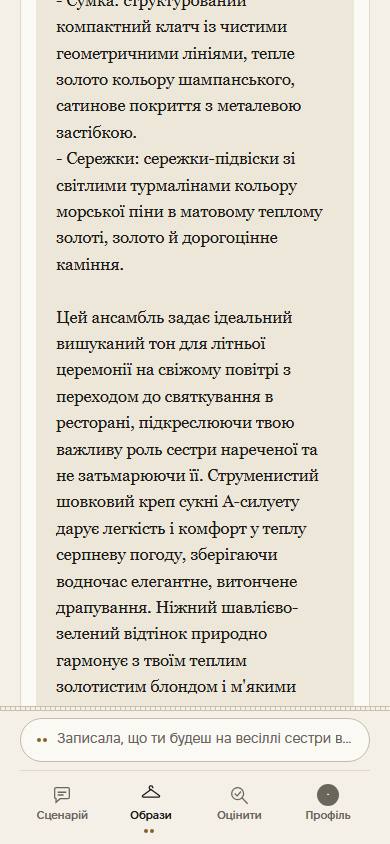 - Сумка: структурований
компактний клатч із чистими
геометричними лініями, тепле
золото кольору шампанського,
сатинове покриття з металевою
застібкою.
- Сережки: сережки-підвіски зі
світлими турмалінами кольору
морської піни в матовому теплому
золоті, золото й дорогоцінне
каміння.
Цей ансамбль задає ідеальний
вишуканий тон для літньої
церемонії на свіжому повітрі з
переходом до святкування в
ресторані, підкреслюючи твою
важливу роль сестри нареченої та
не затьмарюючи її. Струменистий
шовковий креп сукні А-силуету
дарує легкість і комфорт у теплу
серпневу погоду, зберігаючи
водночас елегантне, витончене
драпування. Ніжний шавлієво-
зелений відтінок природно
гармонує з твоїм теплим
золотистим блондом і м'якими
Записала, що ти будеш на весіллі сестри в...
Сценарій
Образи
Оцінити
Профіль